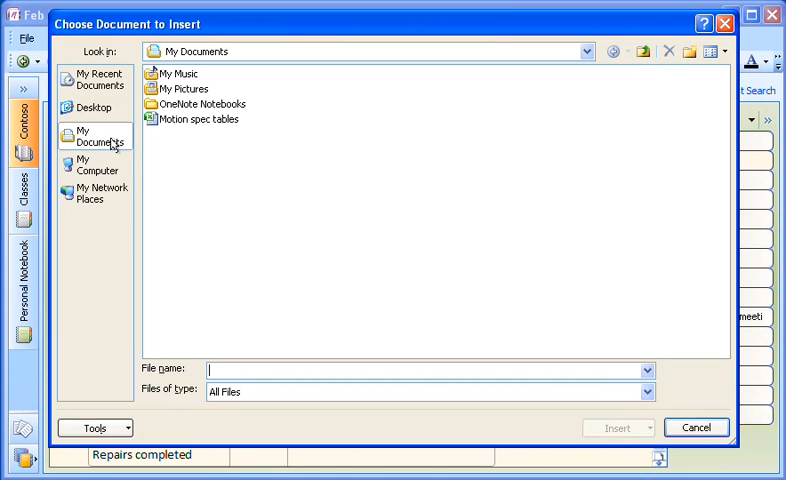 Feb
Choose Document to Insert
File
Look in:
My Documents
My Recent
Documents
Desktop
My
Documents
My
Computer
My Network
Places
My Music
My Pictures
OneNote Notebooks
Motion spec tables
File name:
Files of type:
All Files
Tools
Insert
Cancel
Contoso
Classes
Personal Notebook
A
t Search
meeti
Repairs completed